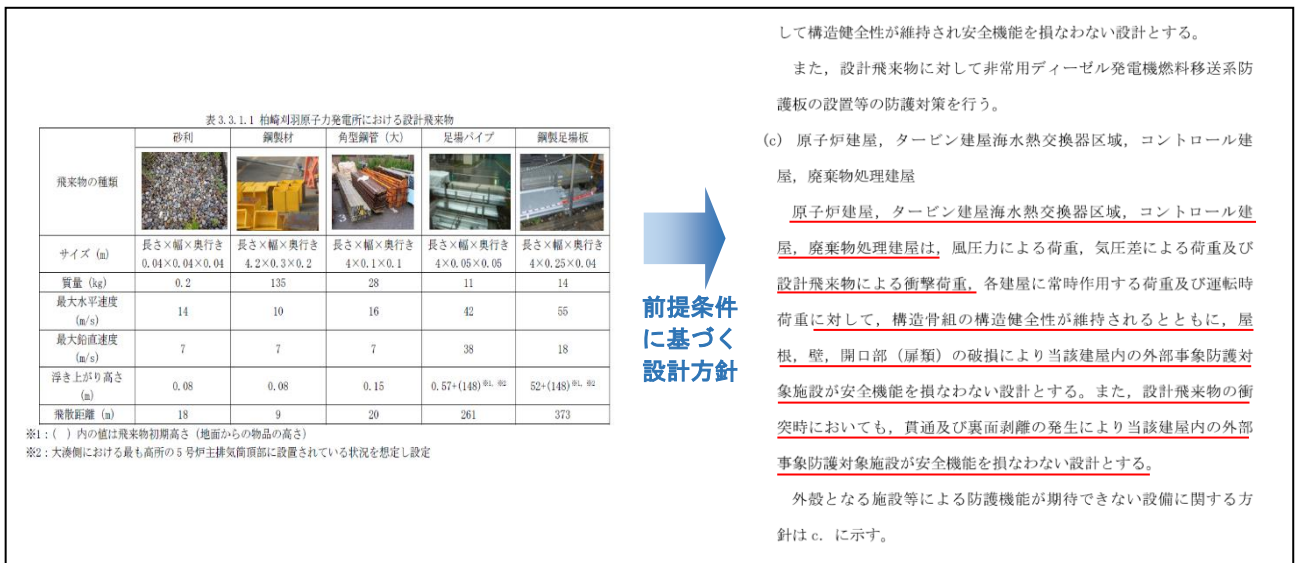 表 3.3.1.1 柏崎刈羽原子力発電所における設計飛来物
飛来物の種類 砂利 鋼製材 角型鋼管（大） 足場パイプ 鋼製足場板
サイズ（m） 長さ×幅×奥行き 0.04×0.04×0.04 長さ×幅×奥行き 4.2×0.3×0.2 長さ×幅×奥行き 4×0.1×0.1 長さ×幅×奥行き 4×0.05×0.05 長さ×幅×奥行き 4×0.25×0.04
質量（kg） 0.2 135 28 11 14
最大水平速度（m/s） 14 10 16 42 55
最大鉛直速度（m/s） 7 7 7 38 18
浮き上がり高さ（m） 0.08 0.08 0.15 0.57+(148)※1, ※2 52+(148)※1, ※2
飛散距離（m） 18 9 20 261 373
※1：（ ）内の値は飛来物初期高さ（地面からの物品の高さ）
※2：大湊側における最も高所の5号炉主排気筒頂部に設置されている状況を想定し設定
前提条件
に基づく
設計方針
して構造健全性が維持され安全機能を損なわない設計とする。
また，設計飛来物に対して非常用ディーゼル発電機燃料移送系防
護板の設置等の防護対策を行う。
(c) 原子炉建屋，タービン建屋海水熱交換器区域，コントロール建
屋，廃棄物処理建屋
原子炉建屋，タービン建屋海水熱交換器区域，コントロール建
屋，廃棄物処理建屋は，風圧力による荷重，気圧差による荷重及び
設計飛来物による衝撃荷重，各建屋に常時作用する荷重及び運転時
荷重に対して，構造骨組の構造健全性が維持されるとともに，屋
根，壁，開口部（扉類）の破損により当該建屋内の外部事象防護対
象施設が安全機能を損なわない設計とする。また，設計飛来物の衝
突時においても，貫通及び裏面剥離の発生により当該建屋内の外部
事象防護対象施設が安全機能を損なわない設計とする。
外殻となる施設等による防護機能が期待できない設備に関する方
針は c. に示す。